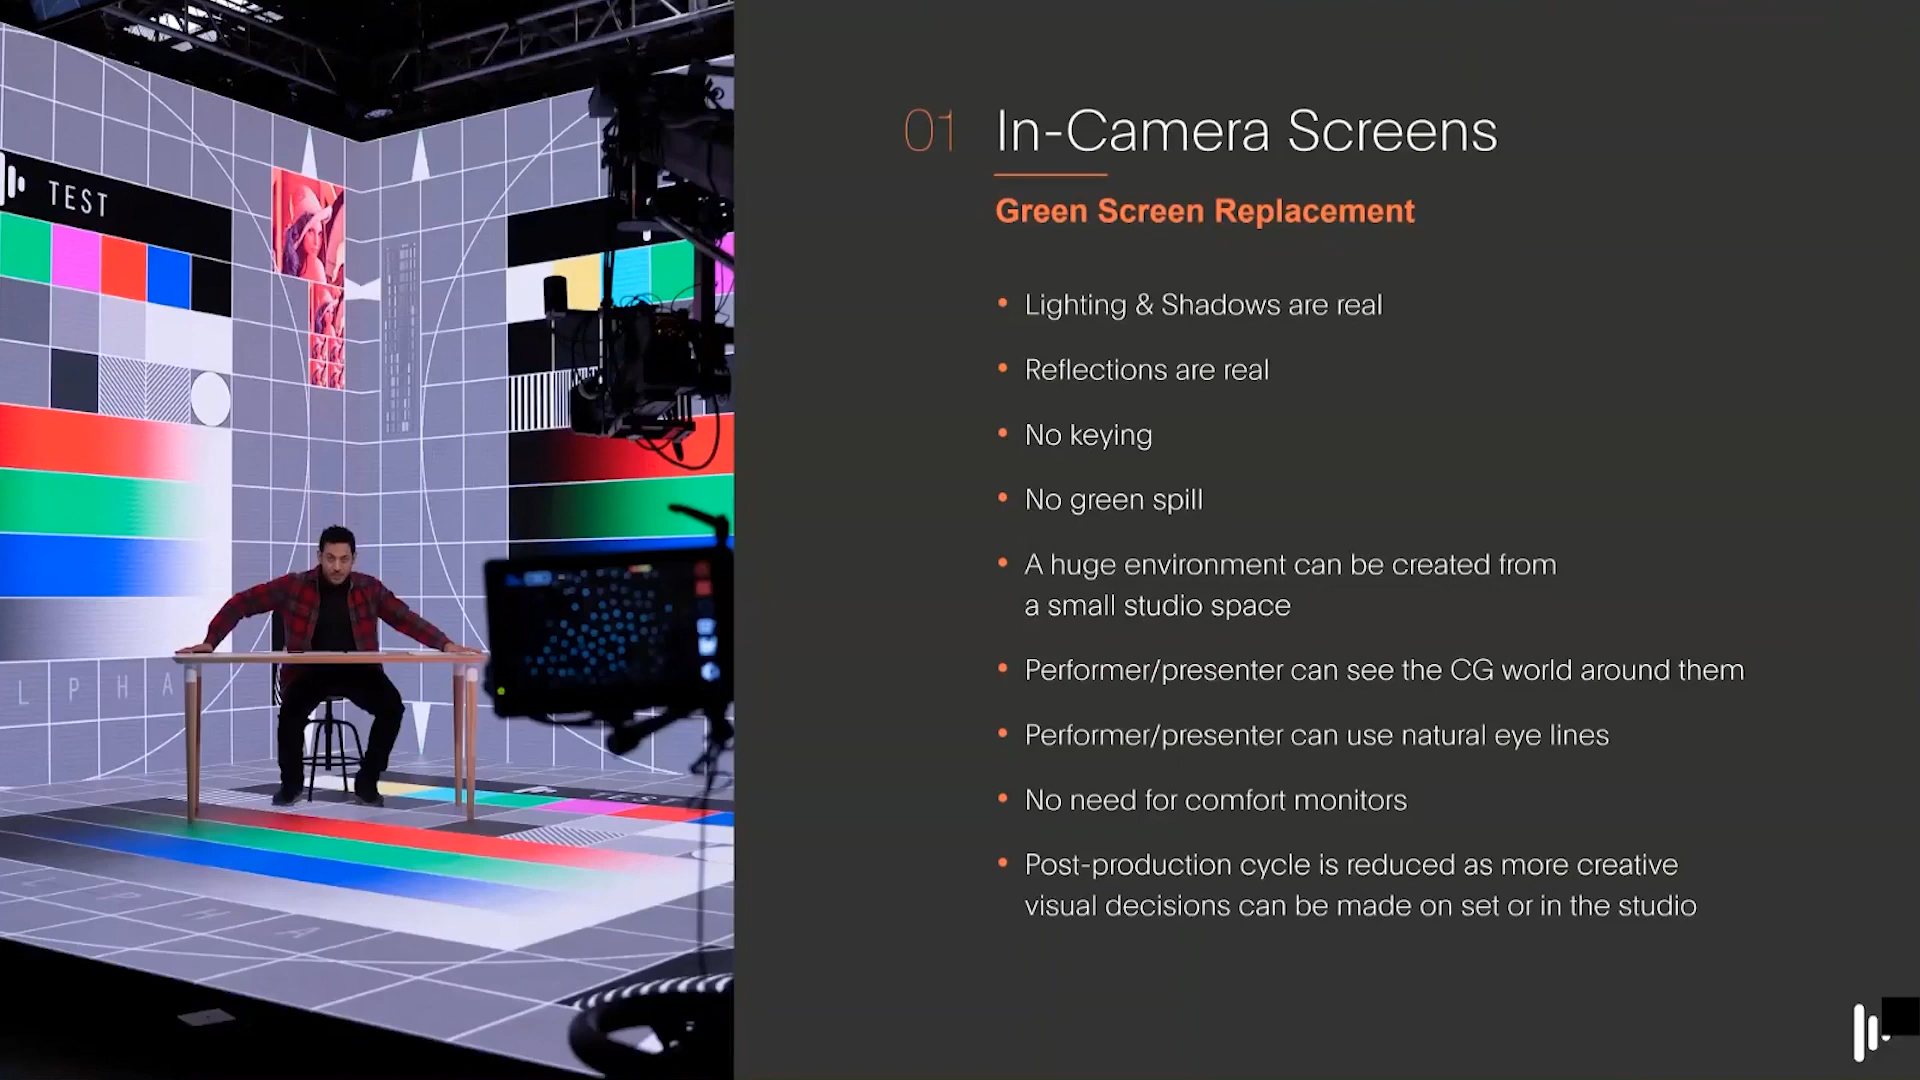 TEST
LPHA
01 In-Camera Screens
Green Screen Replacement
• Lighting & Shadows are real
• Reflections are real
• No keying
• No green spill
• A huge environment can be created from
a small studio space
• Performer/presenter can see the CG world around them
• Performer/presenter can use natural eye lines
• No need for comfort monitors
• Post-production cycle is reduced as more creative
visual decisions can be made on set or in the studio